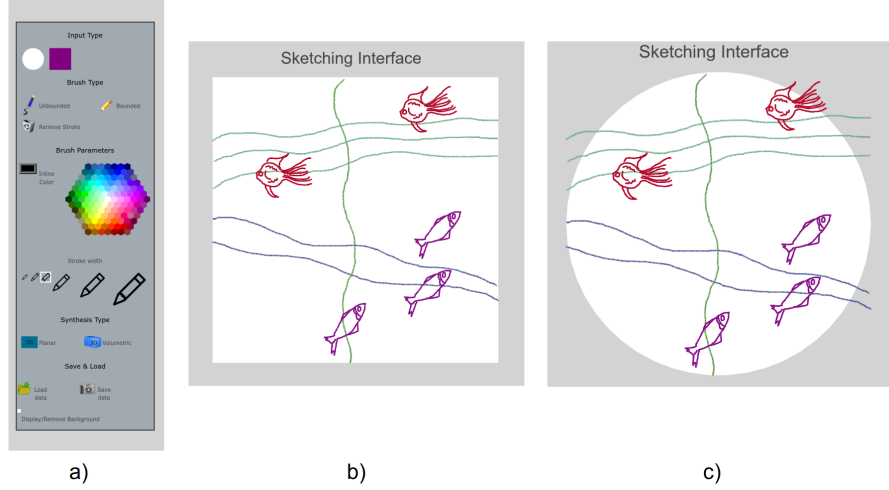 Input Type
Brush Type
Unbounded
Bounded
Remove Stroke
Brush Parameters
Inline
Color
Stroke width
Synthesis Type
2D Planar
3D Volumetric
Save & Load
Load
data
Save
data
Display/Remove Background
a)
Sketching Interface
b)
Sketching Interface
c)